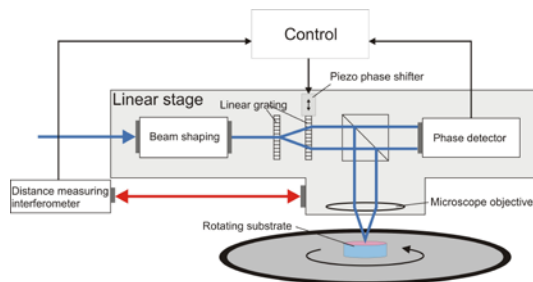 Control
Piezo phase shifter
Linear stage
Linear grating
Beam shaping
Phase detector
Distance measuring
interferometer
Microscope objective
Rotating substrate